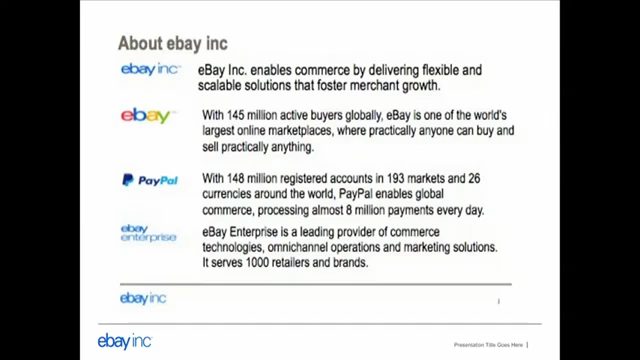 About ebay inc
ebay inc™ eBay Inc. enables commerce by delivering flexible and
scalable solutions that foster merchant growth.
ebay With 145 million active buyers globally, eBay is one of the world's
largest online marketplaces, where practically anyone can buy and
sell practically anything.
PayPal With 148 million registered accounts in 193 markets and 26
currencies around the world, PayPal enables global
commerce, processing almost 8 million payments every day.
ebay
enterprise
eBay Enterprise is a leading provider of commerce
technologies, omnichannel operations and marketing solutions.
It serves 1000 retailers and brands.
ebay inc
ebay inc
Presentation Title Goes Here